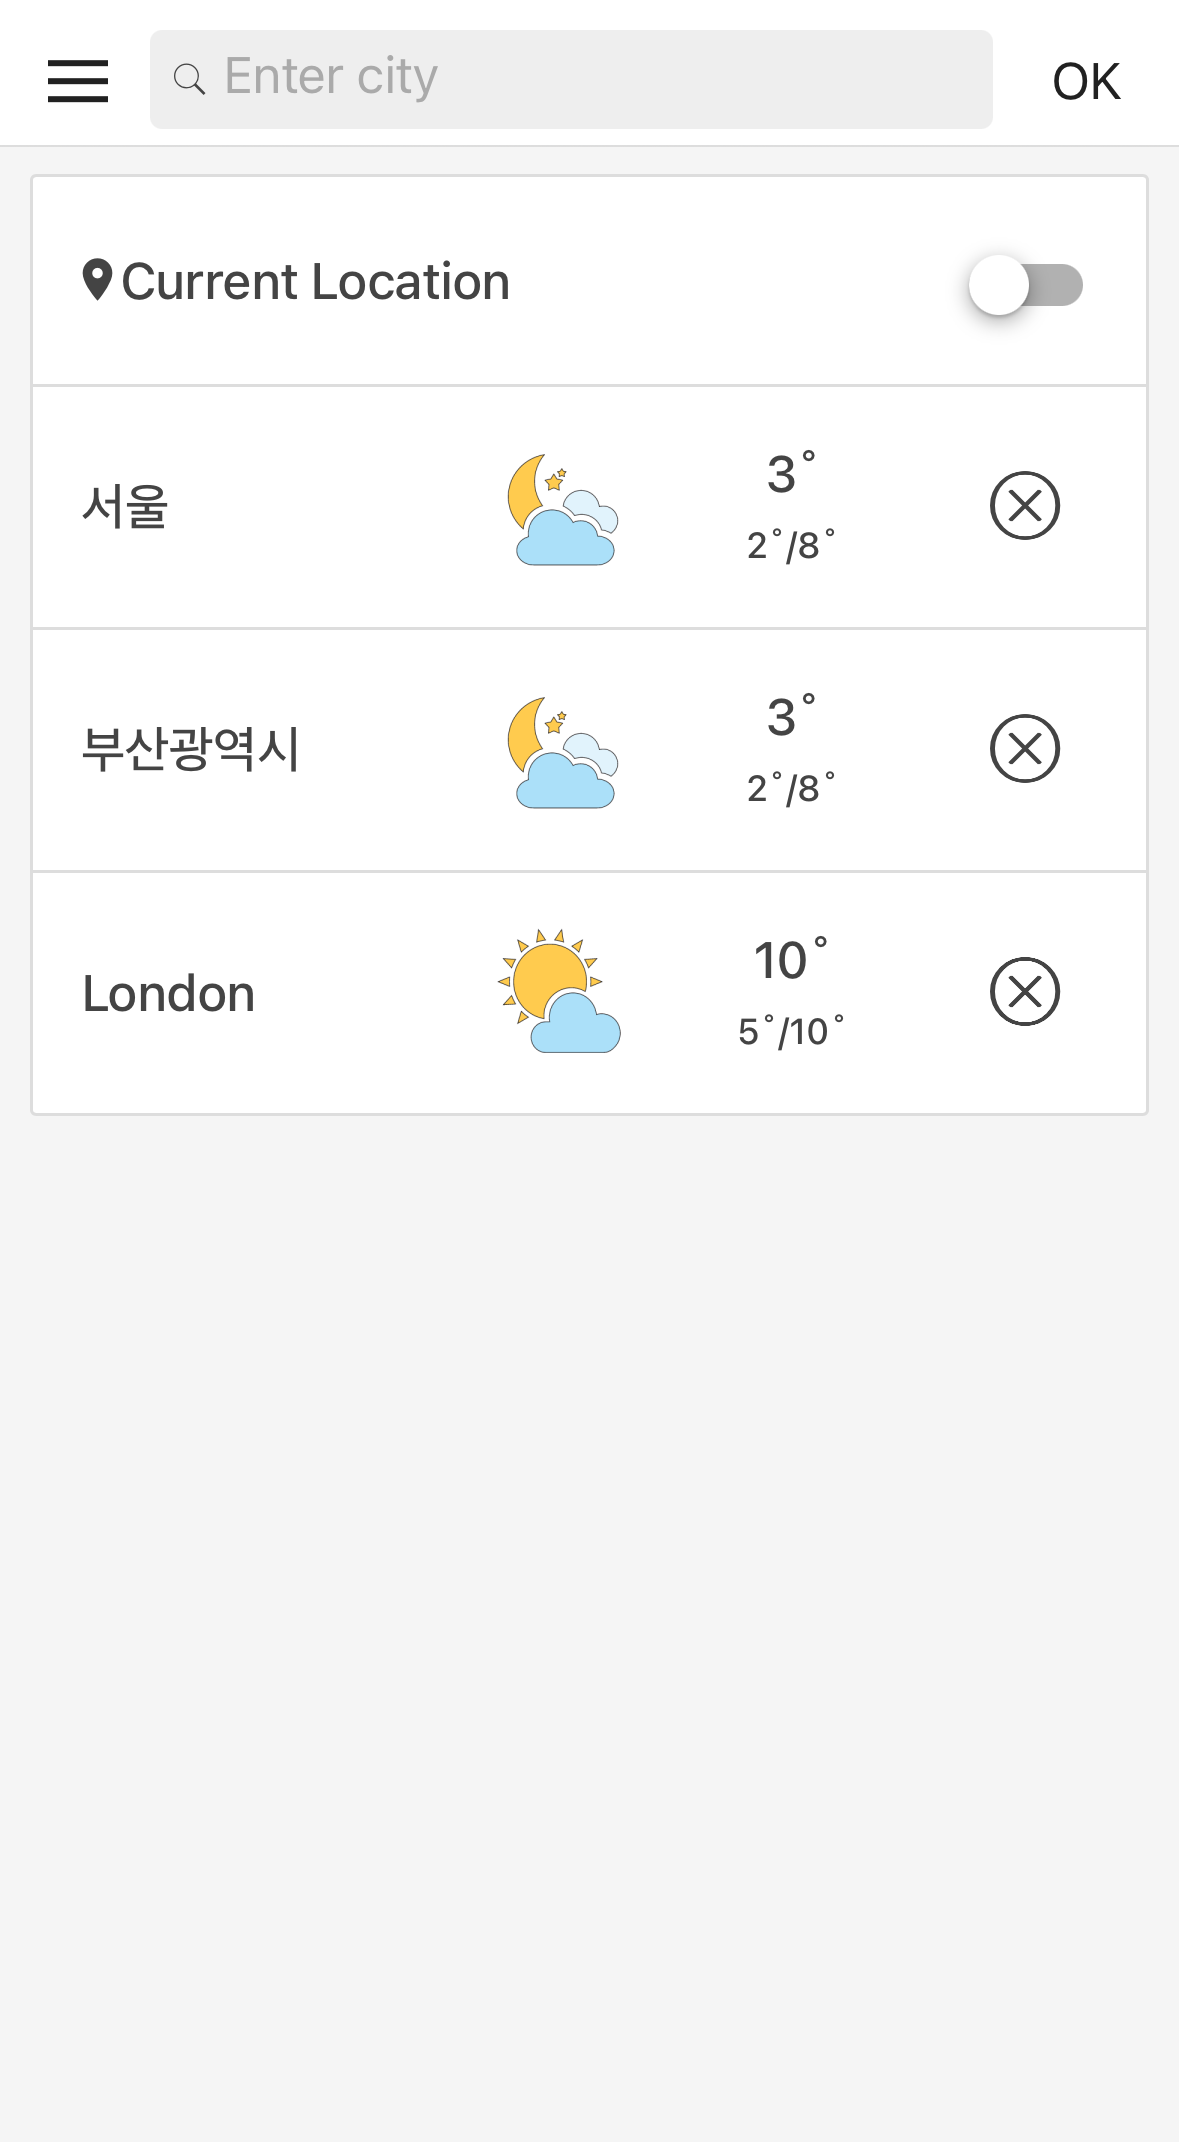 Enter city
OK
Current Location
서울
3°
2°/8°
부산광역시
3°
2°/8°
London
10°
5°/10°